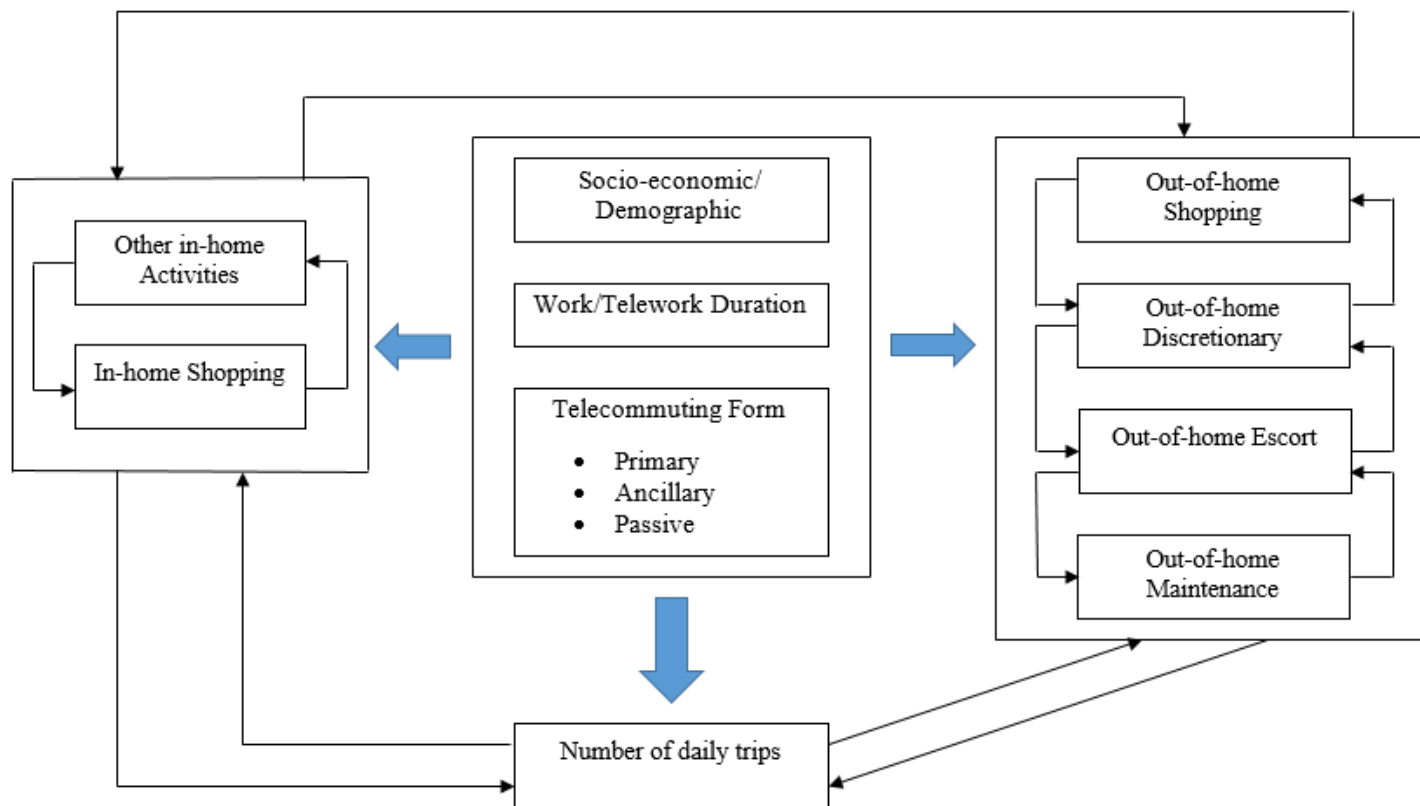 Other in-home
Activities
In-home Shopping
Socio-economic/
Demographic
Work/Telework Duration
Telecommuting Form
• Primary
• Ancillary
• Passive
Out-of-home
Shopping
Out-of-home
Discretionary
Out-of-home Escort
Out-of-home
Maintenance
Number of daily trips